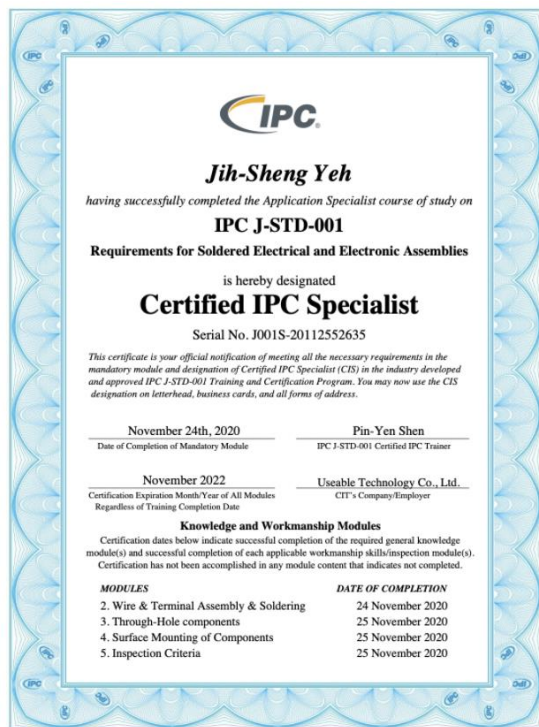 IPC
Jih-Sheng Yeh
having successfully completed the Application Specialist course of study on
IPC J-STD-001
Requirements for Soldered Electrical and Electronic Assemblies
is hereby designated
Certified IPC Specialist
Serial No. J001S-20112552635
This certificate is your official notification of meeting all the necessary requirements in the
mandatory module and designation of Certified IPC Specialist (CIS) in the industry developed
and approved IPC J-STD-001 Training and Certification Program. You may now use the CIS
designation on letterhead, business cards, and all forms of address.
November 24th, 2020
Date of Completion of Mandatory Module
Pin-Yen Shen
IPC J-STD-001 Certified IPC Trainer
November 2022
Certification Expiration Month/Year of All Modules
Regardless of Training Completion Date
Useable Technology Co., Ltd.
CIT's Company/Employer
Knowledge and Workmanship Modules
Certification dates below indicate successful completion of the required general knowledge
module(s) and successful completion of each applicable workmanship skills/inspection module(s).
Certification has not been accomplished in any module content that indicates not completed.
MODULES DATE OF COMPLETION
2. Wire & Terminal Assembly & Soldering 24 November 2020
3. Through-Hole components 25 November 2020
4. Surface Mounting of Components 25 November 2020
5. Inspection Criteria 25 November 2020